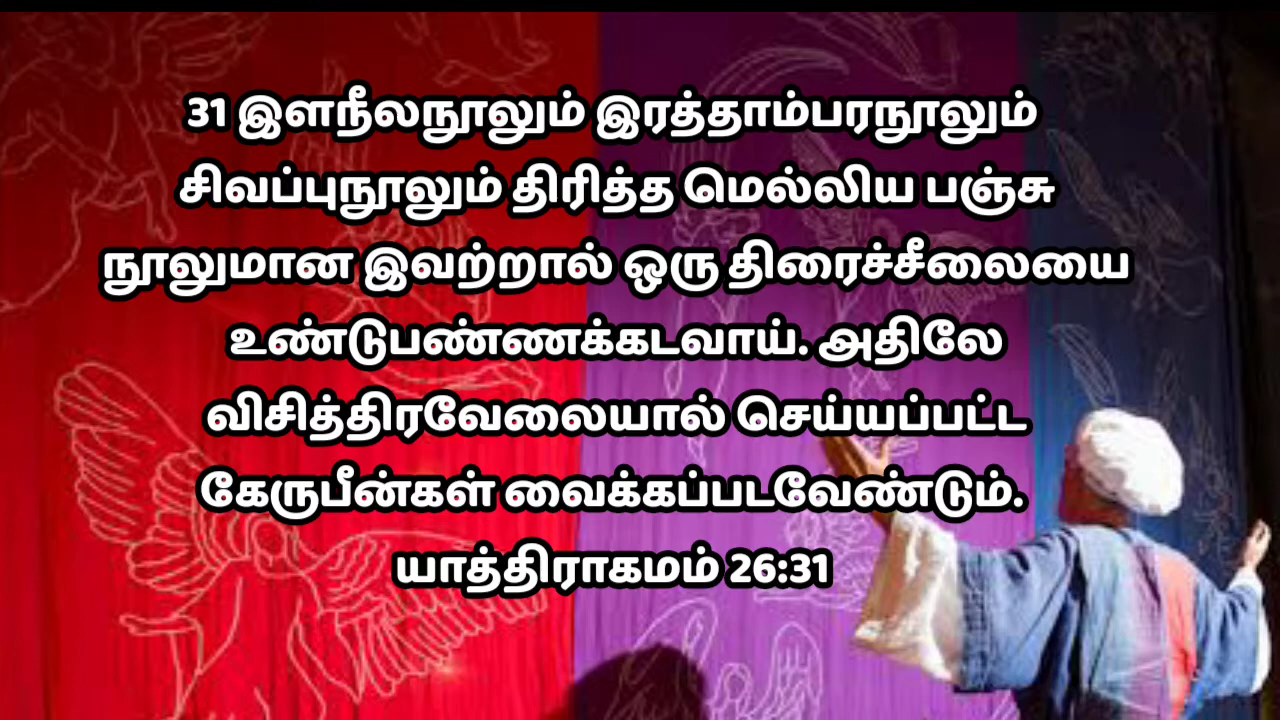 31 இளநீலநூலும் இரத்தாம்பரநூலும்
சிவப்புநூலும் திரித்த மெல்லிய பஞ்சு
நூலுமான இவற்றால் ஒரு திரைச்சீலையை
உண்டுபண்ணக்கடவாய். அதிலே
விசித்திரவேலையால் செய்யப்பட்ட
கேருபீன்கள் வைக்கப்படவேண்டும்.
யாத்திராகமம் 26:31